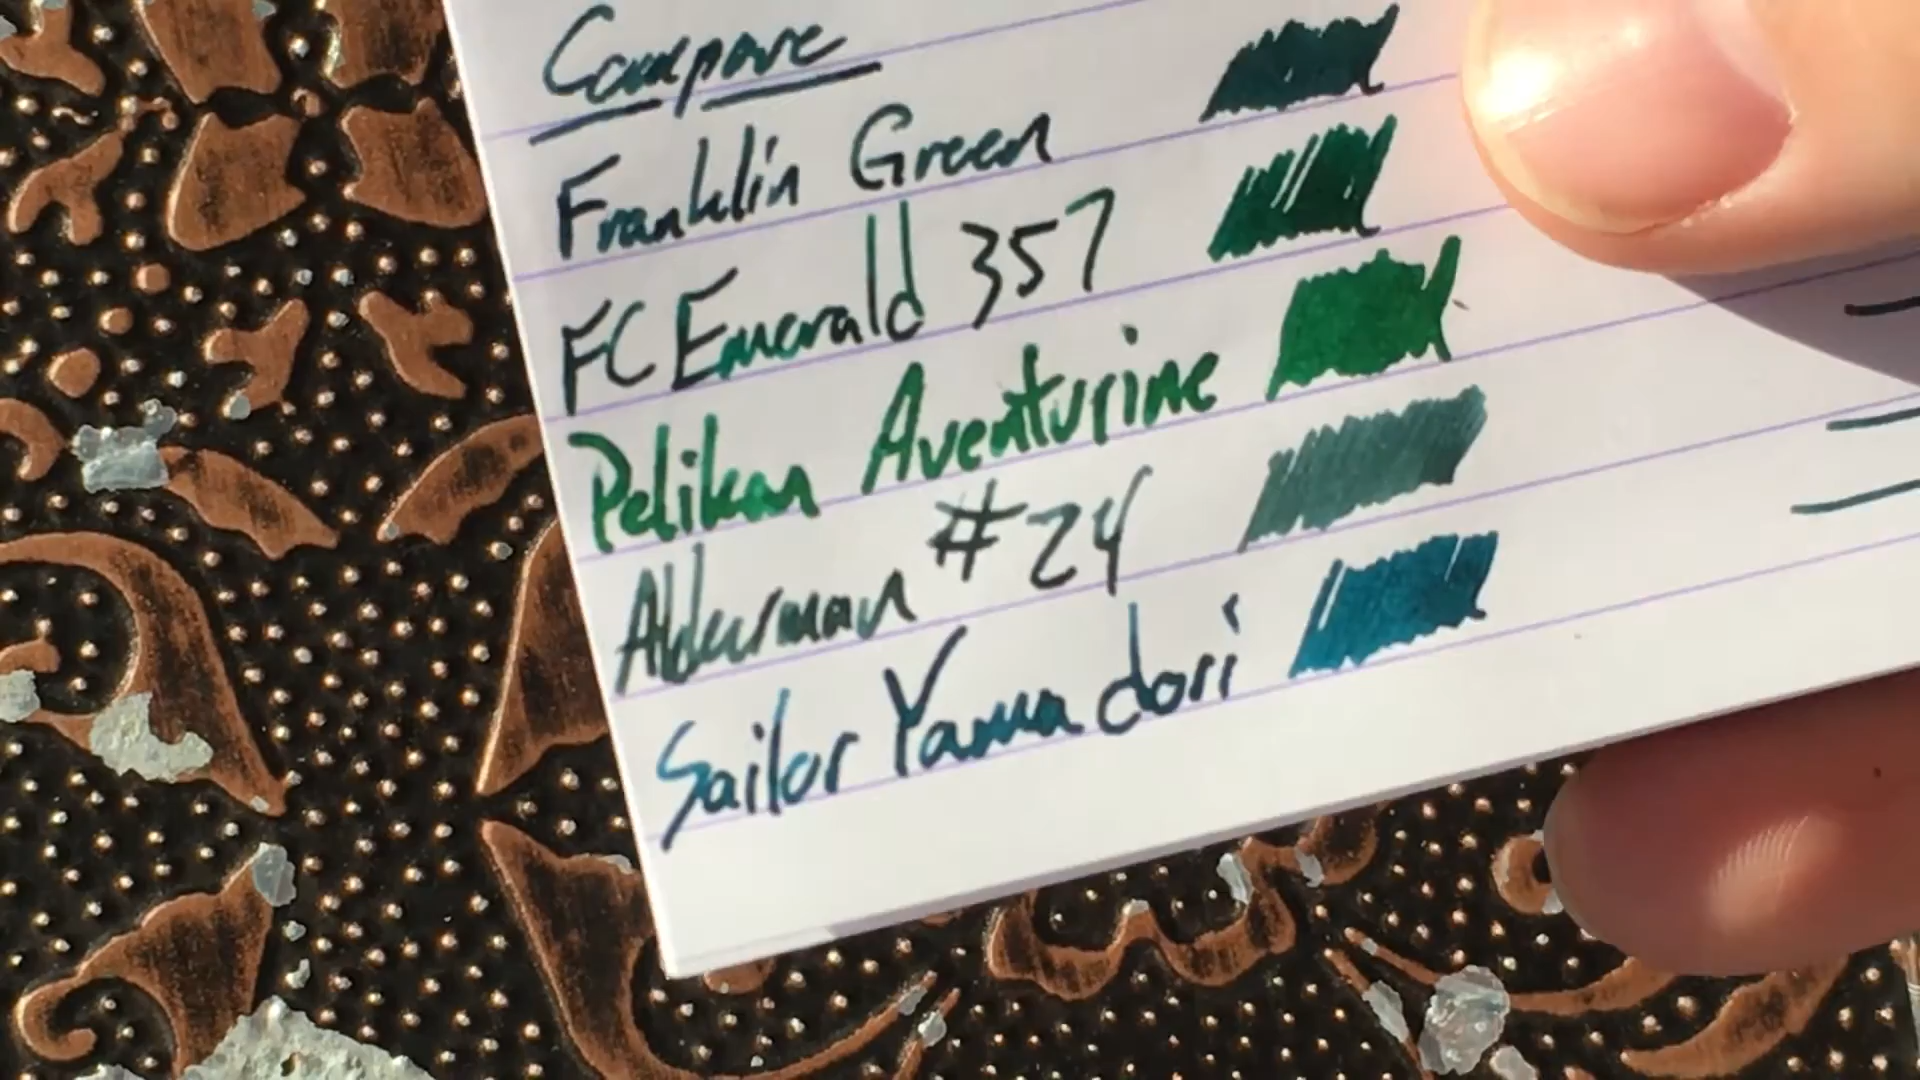 Compare
Franklin Green
FC Emerald 357
Pelikan Aventurine
Alderman #24
Sailor Yama dori